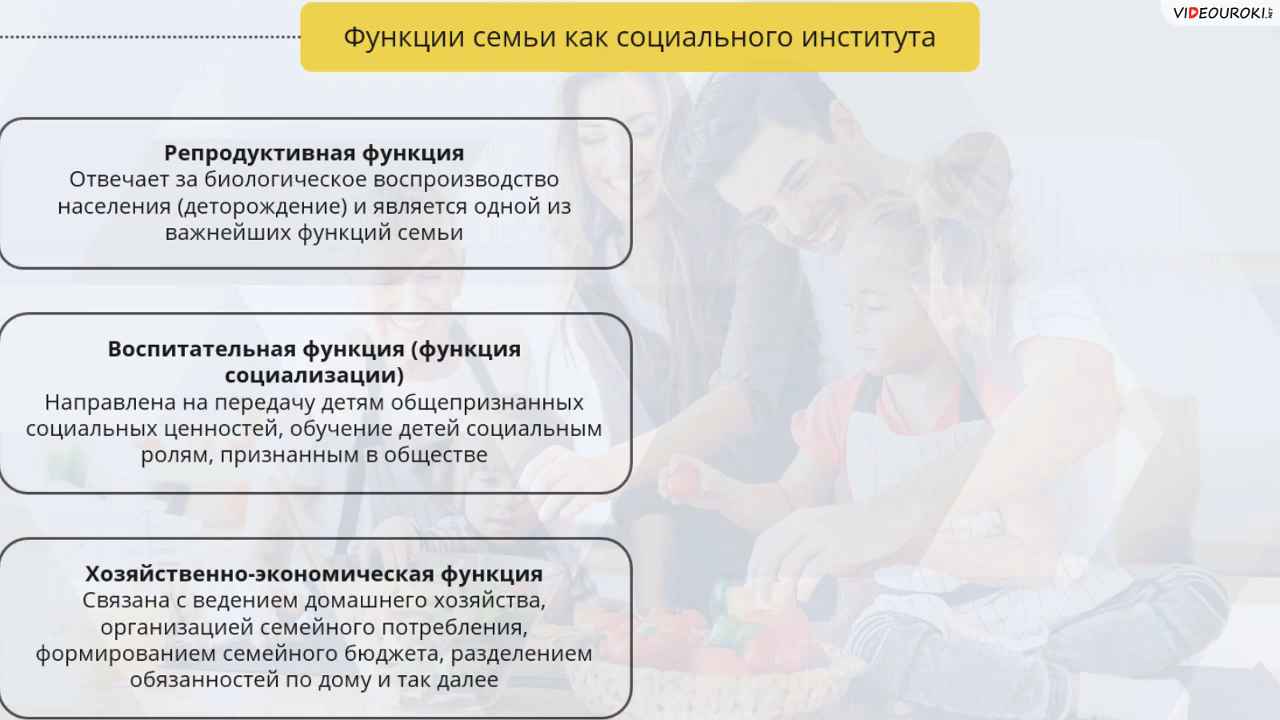 Функции семьи как социального института
VIDEOUROKI.NET
Репродуктивная функция
Отвечает за биологическое воспроизводство
населения (деторождение) и является одной из
важнейших функций семьи
Воспитательная функция (функция
социализации)
Направлена на передачу детям общепризнанных
социальных ценностей, обучение детей социальным
ролям, признанным в обществе
Хозяйственно-экономическая функция
Связана с ведением домашнего хозяйства,
организацией семейного потребления,
формированием семейного бюджета, разделением
обязанностей по дому и так далее